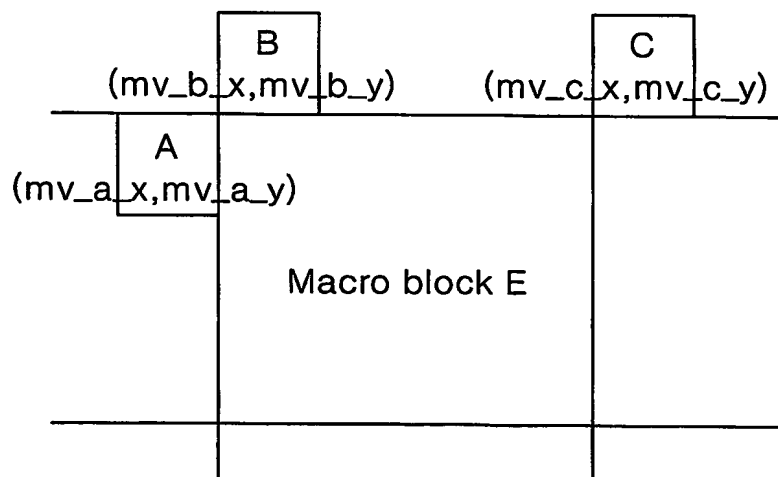 B
(mv_b_x,mv_b_y)
C
(mv_c_x,mv_c_y)
A
(mv_a_x,mv_a_y)
Macro block E